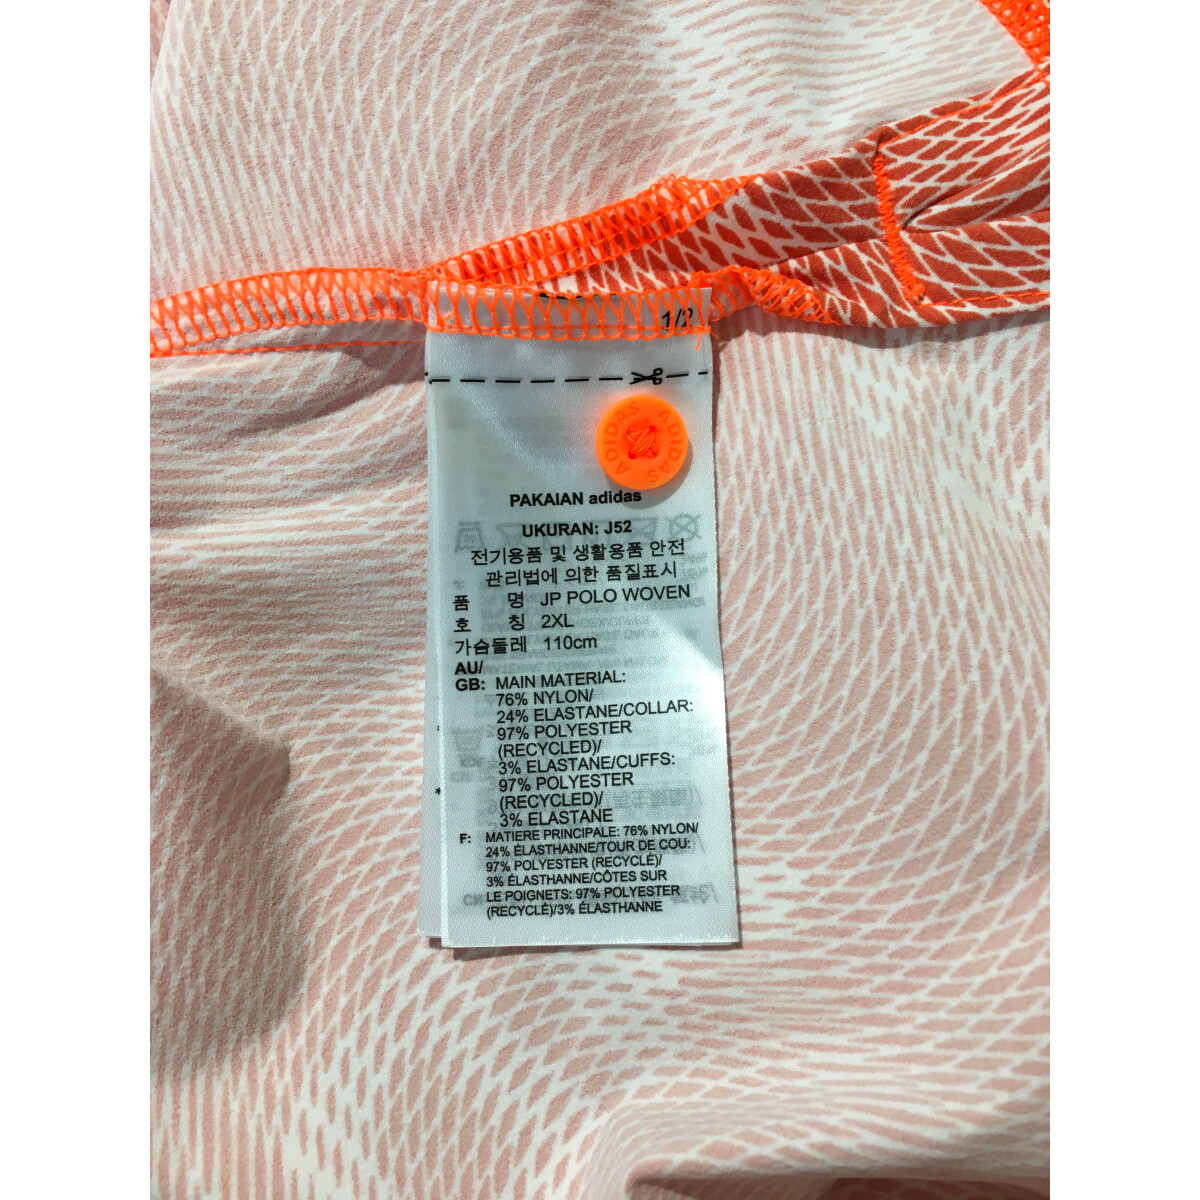 1/2
ADIDAS ADIDAS
PAKAIAN adidas
UKURAN: J52
전기용품 및 생활용품 안전
관리법에 의한 품질표시
품 명 JP POLO WOVEN
호 칭 2XL
가슴둘레 110cm
AU/
GB: MAIN MATERIAL:
76% NYLON/
24% ELASTANE/COLLAR:
97% POLYESTER
(RECYCLED)/
3% ELASTANE/CUFFS:
97% POLYESTER
(RECYCLED)/
3% ELASTANE
F: MATIERE PRINCIPALE: 76% NYLON/
24% ÉLASTHANNE/TOUR DE COU:
97% POLYESTER (RECYCLÉ)/
3% ÉLASTHANNE/CÔTES SUR
LE POIGNETS: 97% POLYESTER
(RECYCLÉ)/3% ÉLASTHANNE